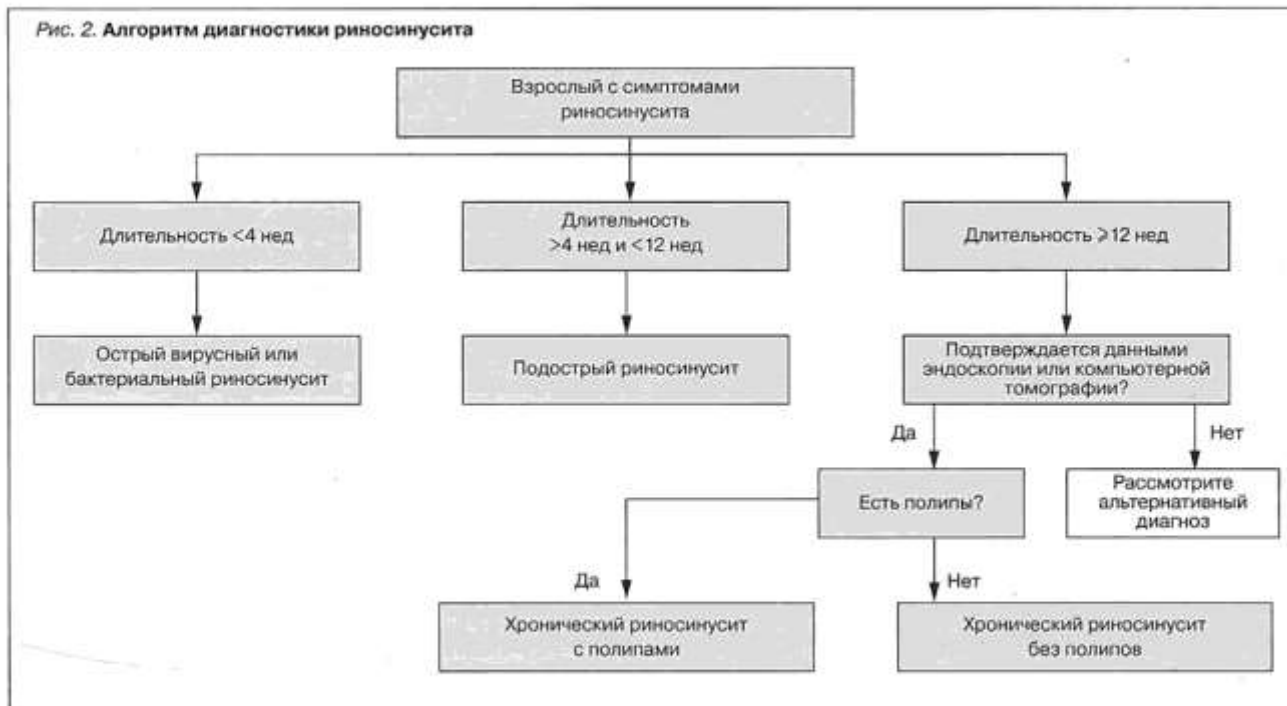 Рис. 2. Алгоритм диагностики риносинусита
Взрослый с симптомами
риносинусита
Длительность <4 нед
Длительность
>4 нед и <12 нед
Длительность ⩾12 нед
Острый вирусный или
бактериальный риносинусит
Подострый риносинусит
Подтверждается данными
эндоскопии или компьютерной
томографии?
Да
Нет
Есть полипы?
Рассмотрите
альтернативный
диагноз
Да
Нет
Хронический риносинусит
с полипами
Хронический риносинусит
без полипов